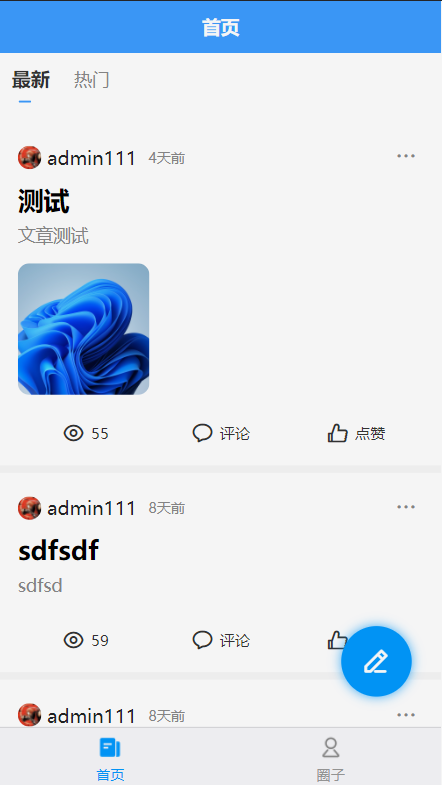 首页
最新 热门
admin111 4天前
测试
文章测试
55 评论 点赞
admin111 8天前
sdfsdf
sdfsd
59 评论
admin111 8天前
首页 圈子